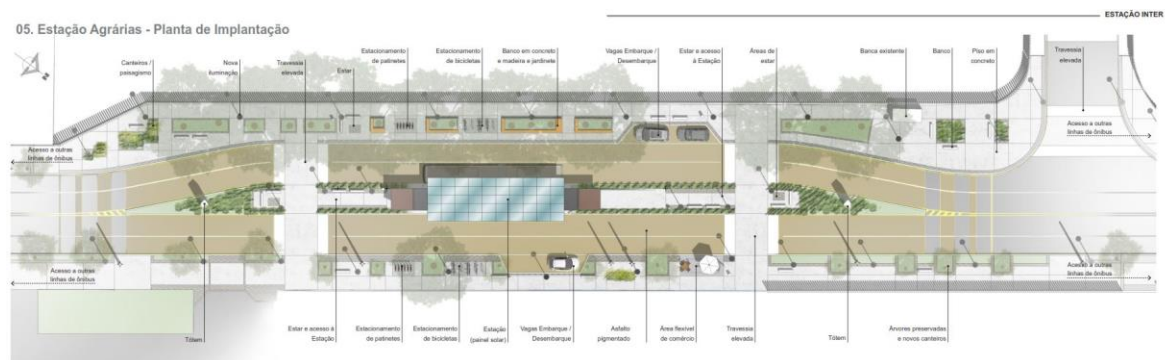 ESTAÇÃO INTER
05. Estação Agrárias - Planta de Implantação
Canteiros /
paisagismo
Nova
iluminação
Travessia
elevada
Estar
Estacionamento
de patinetes
Estacionamento
de bicicletas
Banco em concreto
e madeira e jardinete
Vagas Embarque /
Desembarque
Estar e acesso
à Estação
Áreas de
estar
Banca existente
Banco
Piso em
concreto
Travessia
elevada
Acesso a outras
linhas de ônibus
Acesso a outras
linhas de ônibus
Acesso a outras
linhas de ônibus
Acesso a outras
linhas de ônibus
Tótem
Estar e acesso à
Estação
Estacionamento
de patinetes
Estacionamento
de bicicletas
Estação
(painel solar)
Vagas Embarque /
Desembarque
Asfalto
pigmentado
Área flexível
de comércio
Travessia
elevada
Tótem
Árvores preservadas
e novos canteiros